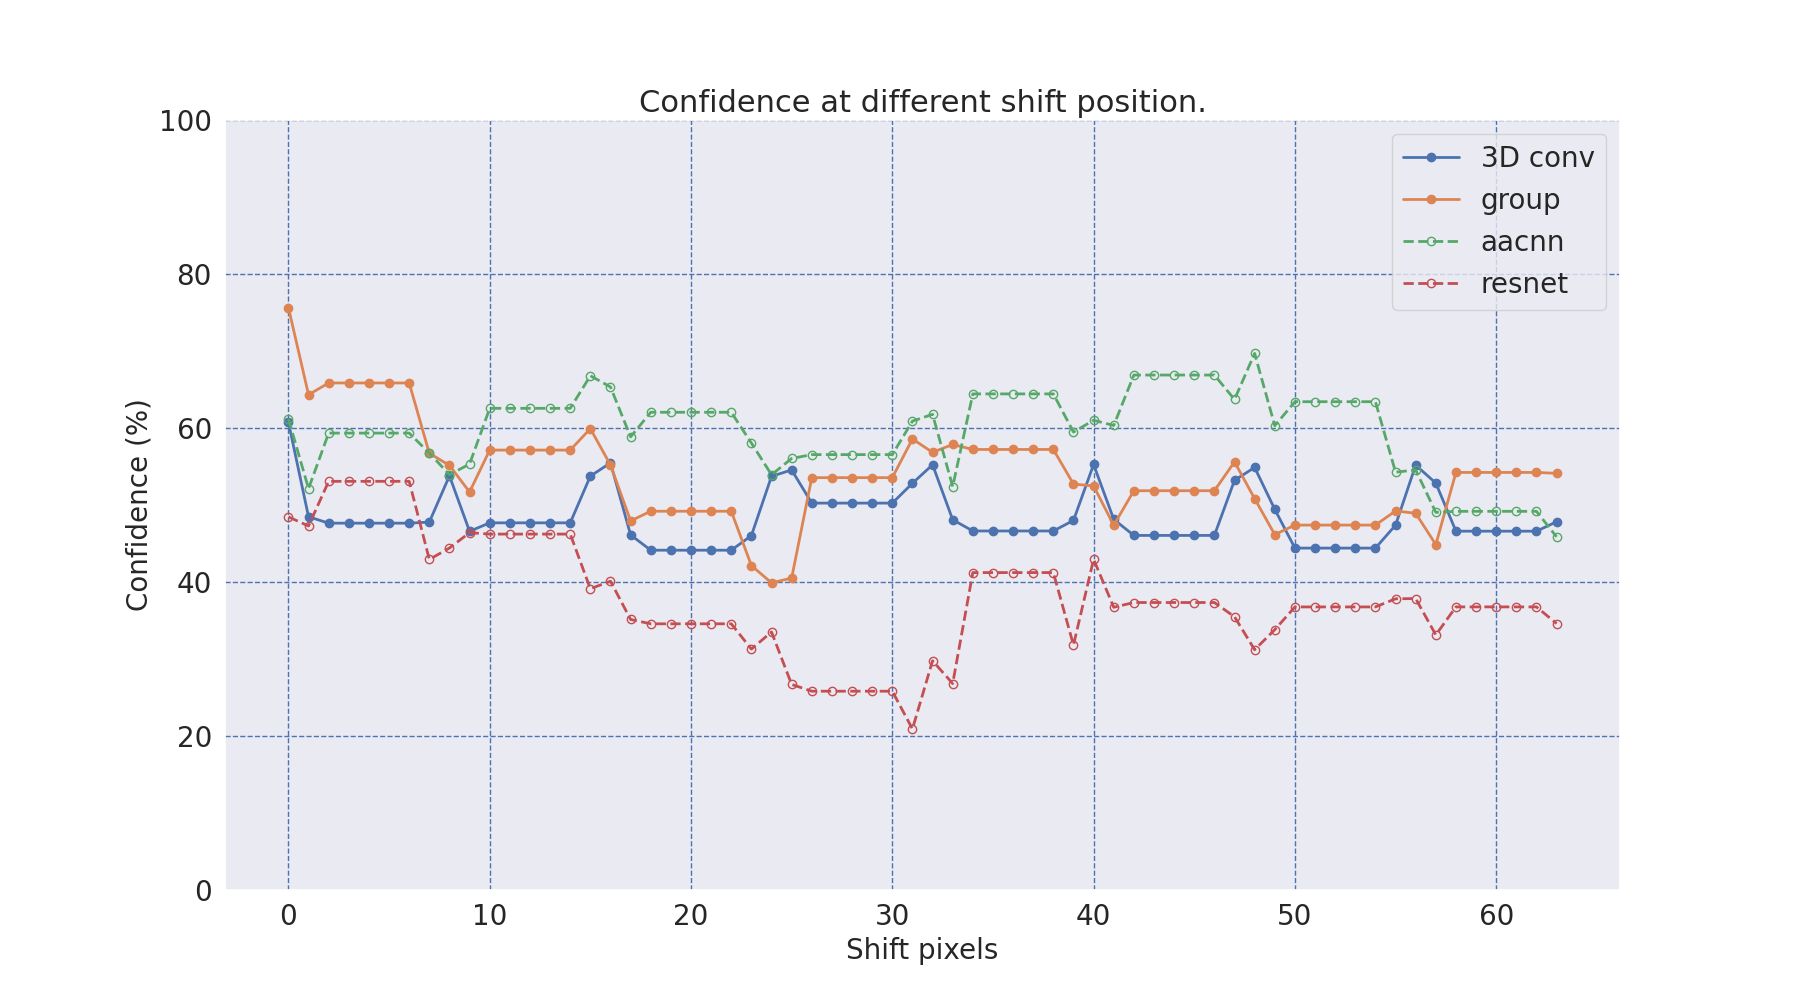 Confidence at different shift position.
100
80
60
40
20
0
Confidence (%)
3D conv
group
aacnn
resnet
0 10 20 30 40 50 60
Shift pixels